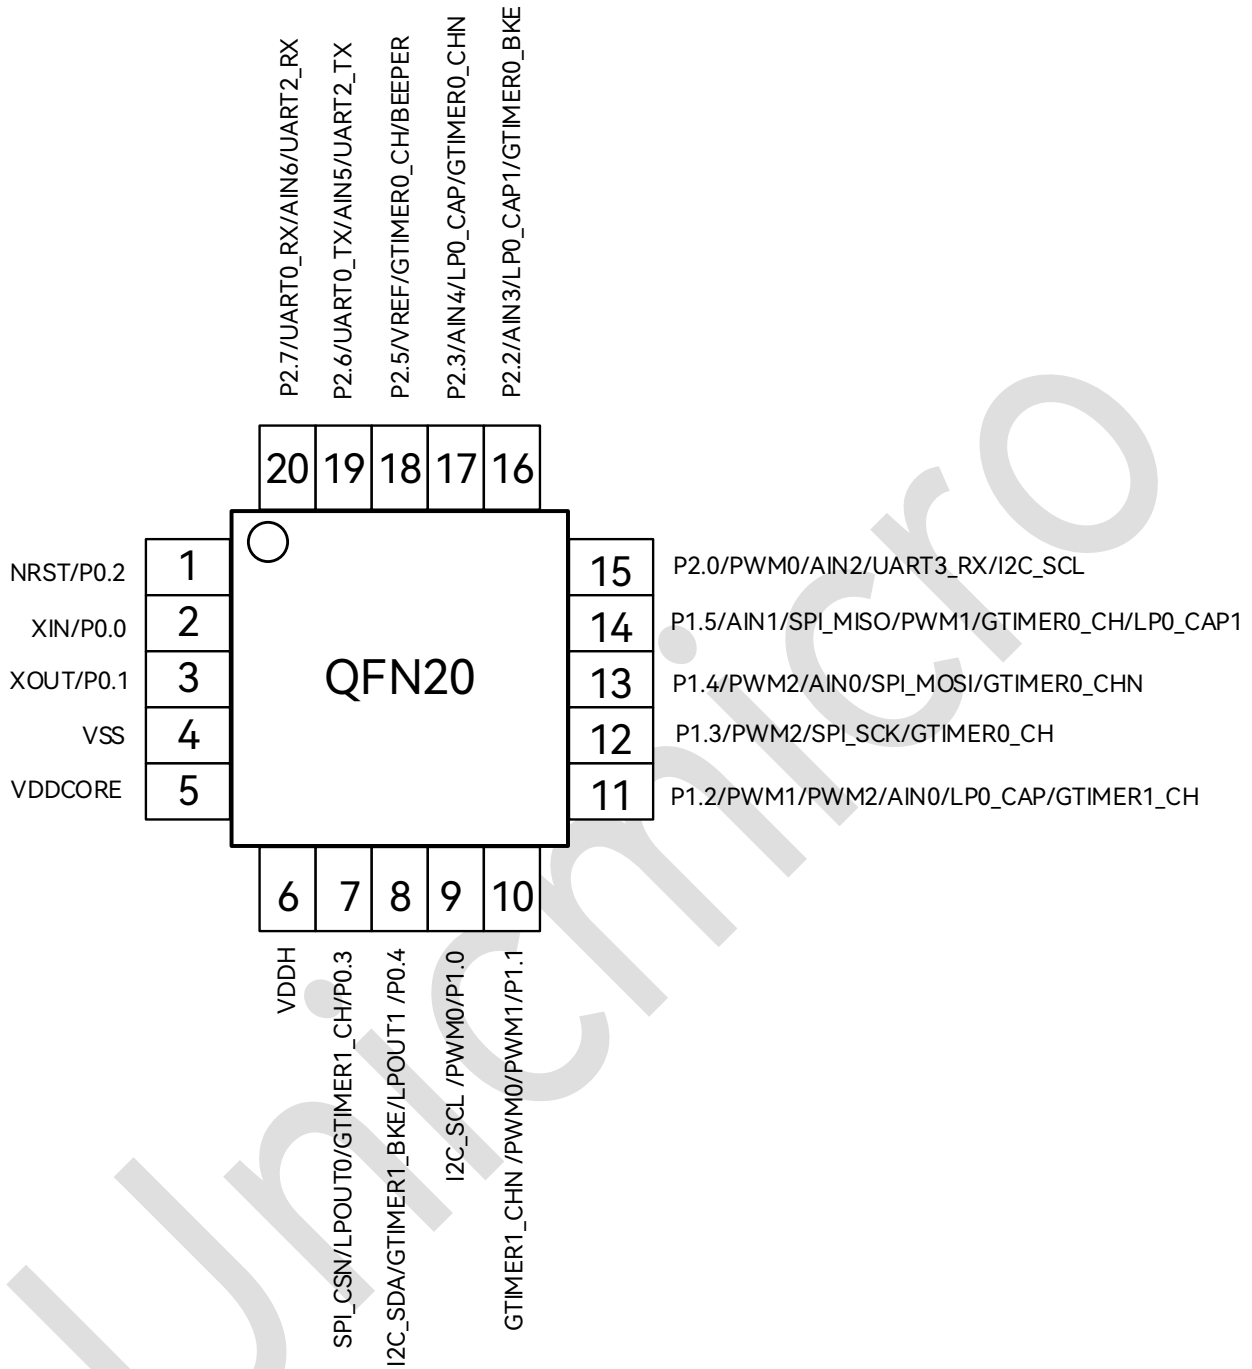 P2.7/UART0_RX/AIN6/UART2_RX
P2.6/UART0_TX/AIN5/UART2_TX
P2.5/VREF/GTIMER0_CH/BEEPER
P2.3/AIN4/LP0_CAP/GTIMER0_CHN
P2.2/AIN3/LP0_CAP1/GTIMER0_BKE
20 19 18 17 16
NRST/P0.2 1
XIN/P0.0 2
XOUT/P0.1 3
VSS 4
VDDCORE 5
QFN20
15 P2.0/PWM0/AIN2/UART3_RX/I2C_SCL
14 P1.5/AIN1/SPI_MISO/PWM1/GTIMER0_CH/LP0_CAP1
13 P1.4/PWM2/AIN0/SPI_MOSI/GTIMER0_CHN
12 P1.3/PWM2/SPI_SCK/GTIMER0_CH
11 P1.2/PWM1/PWM2/AIN0/LP0_CAP/GTIMER1_CH
6 7 8 9 10
VDDH
SPI_CSN/LPOUT0/GTIMER1_CH/P0.3
I2C_SDA/GTIMER1_BKE/LPOUT1 /P0.4
I2C_SCL /PWM0/P1.0
GTIMER1_CHN /PWM0/PWM1/P1.1
Unicmicro